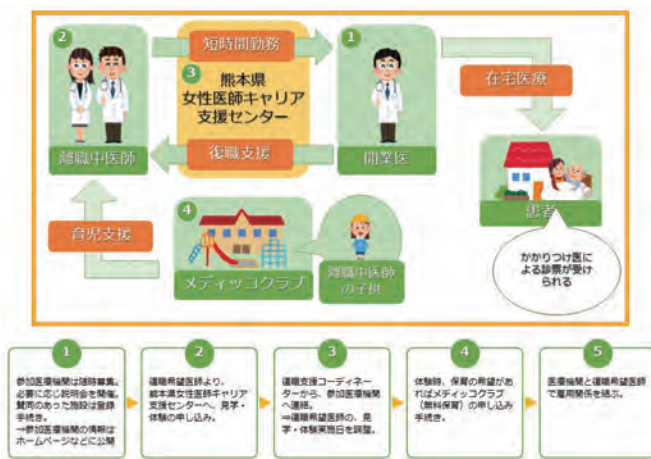 2
短時間勤務
1
3
熊本県
女性医師キャリア
支援センター
在宅医療
離職中医師
復職支援
開業医
患者
育児支援
4
メディッコクラブ
離職中医師
の子供
かかりつけ医
による診察が受け
られる
1
参加医療機関は随時募集。
必要に応じ説明会を開催。
賛同のあった施設は登録
手続き。
→参加医療機関の情報は
ホームページなどに公開
2
復職希望医師より、
熊本県女性医師キャリア
支援センターへ、見学・
体験の申し込み。
3
復職支援コーディネー
ターから、参加医療機関
へ連絡。
⇒復職希望医師の、見
学・体験実施日を調整。
4
体験時、保育の希望があ
ればメディッコクラブ
（無料保育）の申し込み
手続き。
5
医療機関と復職希望医師
で雇用関係を結ぶ。